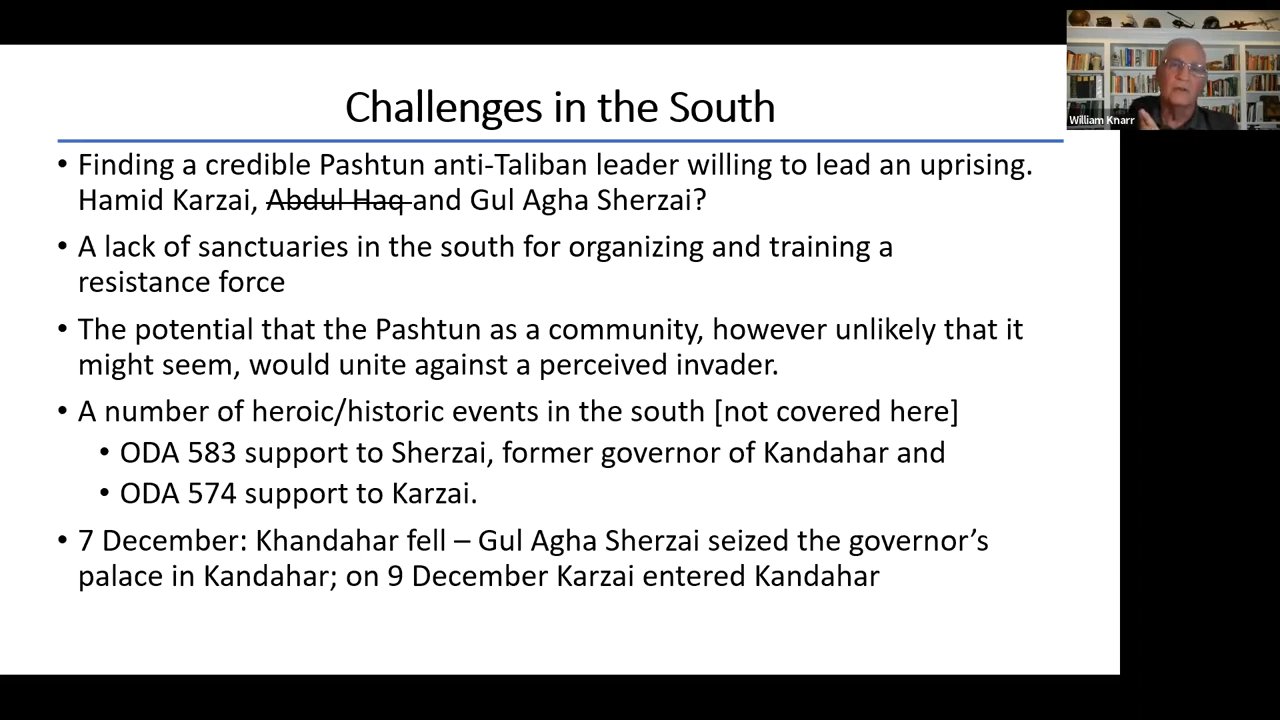 Challenges in the South
• Finding a credible Pashtun anti-Taliban leader willing to lead an uprising.
Hamid Karzai, Abdul Haq and Gul Agha Sherzai?
• A lack of sanctuaries in the south for organizing and training a
resistance force
• The potential that the Pashtun as a community, however unlikely that it
might seem, would unite against a perceived invader.
• A number of heroic/historic events in the south [not covered here]
• ODA 583 support to Sherzai, former governor of Kandahar and
• ODA 574 support to Karzai.
• 7 December: Khandahar fell – Gul Agha Sherzai seized the governor’s
palace in Kandahar; on 9 December Karzai entered Kandahar
William Knarr